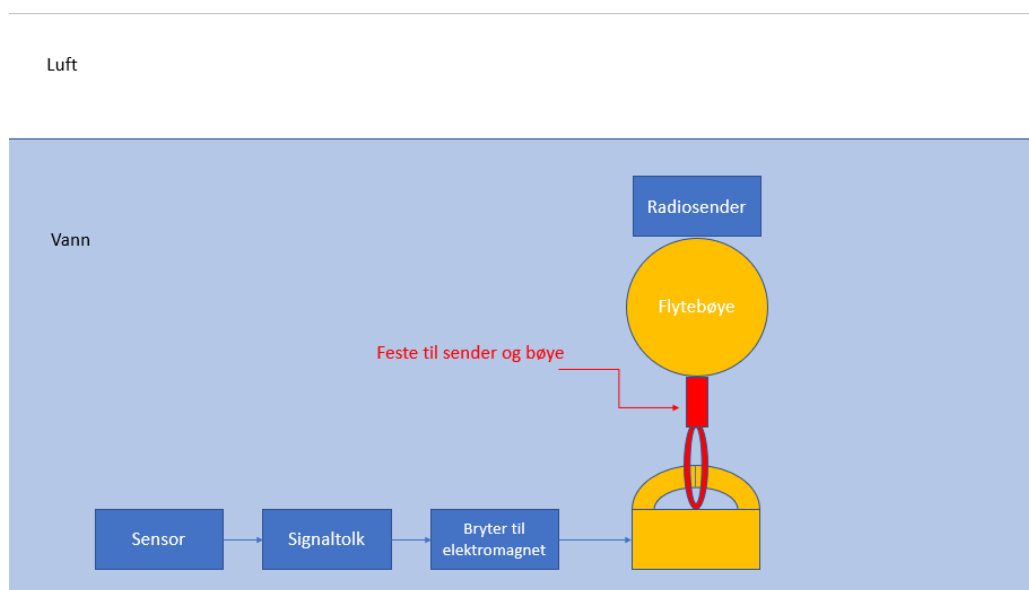 Luft
Radiosender
Vann
Flytebøye
Feste til sender og bøye
Sensor
Signaltolk
Bryter til
elektromagnet